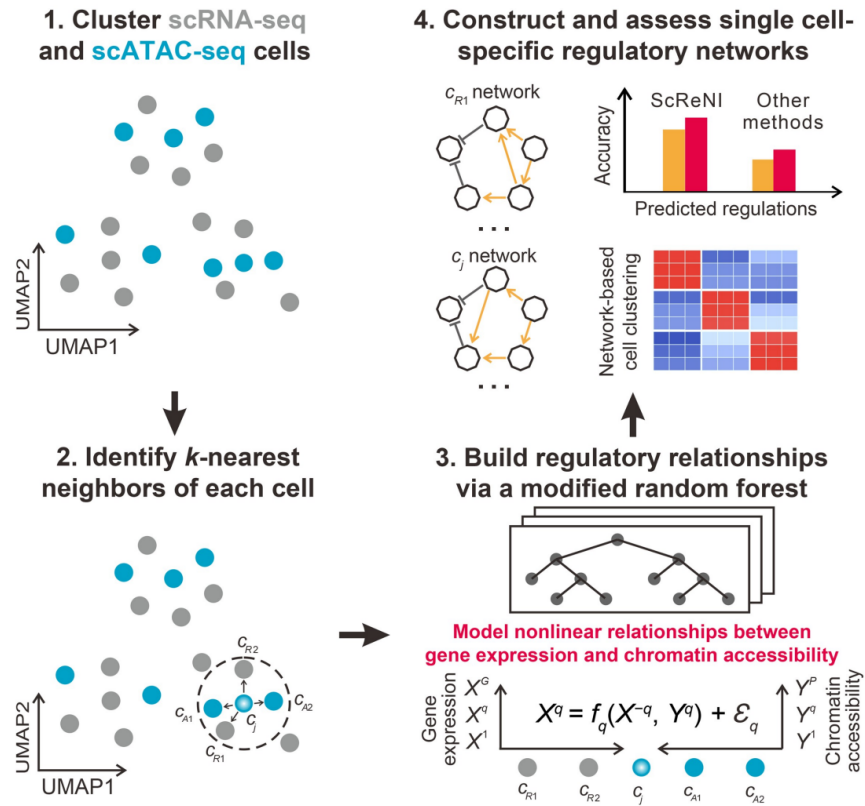 1. Cluster scRNA-seq
and scATAC-seq cells
UMAP2
UMAP1
2. Identify k-nearest
neighbors of each cell
UMAP2
UMAP1
c_R2
c_A1
c_j
c_A2
c_R1
3. Build regulatory relationships
via a modified random forest
Model nonlinear relationships between
gene expression and chromatin accessibility
Gene
expression
X^G
X^q
X^1
X^q = f_q(X^-q, Y^q) + Ɛ_q
Y^P
Y^q
Y^1
Chromatin
accessibility
c_R1 c_R2 c_j c_A1 c_A2
4. Construct and assess single cell-
specific regulatory networks
c_R1 network
...
c_j network
...
Accuracy
ScReNI
Other
methods
Predicted regulations
Network-based
cell clustering